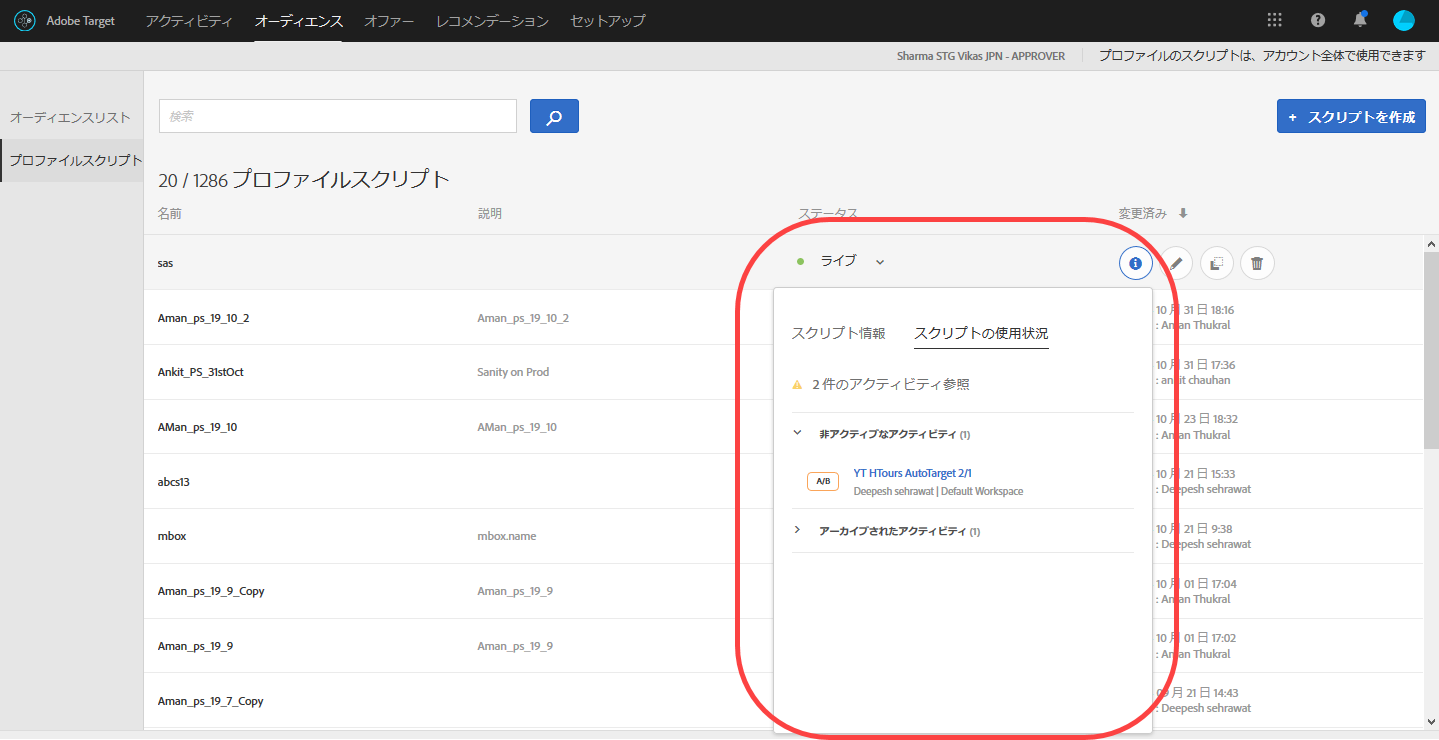 Adobe Target アクティビティ オーディエンス オファー レコメンデーション セットアップ
Sharma STG Vikas JPN - APPROVER プロファイルのスクリプトは、アカウント全体で使用できます
オーディエンスリスト
プロファイルスクリプト
検索
+ スクリプトを作成
20 / 1286 プロファイルスクリプト
名前 説明 ステータス 変更済み
sas ライブ
Aman_ps_19_10_2 Aman_ps_19_10_2 10 月 31 日 18:16
: Aman Thukral
Ankit_PS_31stOct Sanity on Prod 10 月 31 日 17:36
: ankit chauhan
AMan_ps_19_10 AMan_ps_19_10 10 月 23 日 18:32
: Aman Thukral
abcs13 10 月 21 日 15:33
: Deepesh sehrawat
mbox mbox.name 10 月 21 日 9:38
: Deepesh sehrawat
Aman_ps_19_9_Copy Aman_ps_19_9 10 月 01 日 17:04
: Aman Thukral
Aman_ps_19_9 Aman_ps_19_9 10 月 01 日 17:02
: Aman Thukral
Aman_ps_19_7_Copy 09 月 21 日 14:43
: Deepesh sehrawat
スクリプト情報 スクリプトの使用状況
2 件のアクティビティ参照
非アクティブなアクティビティ (1)
A/B YT HTours AutoTarget 2/1
Deepesh sehrawat | Default Workspace
アーカイブされたアクティビティ (1)